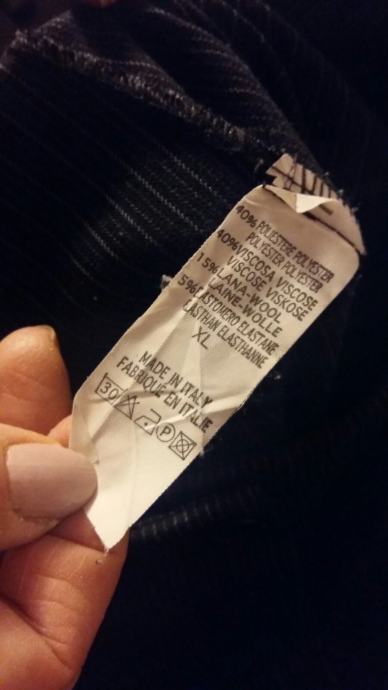 40% POLIESTERE POLYESTER
POLYESTER POLYESTER
40%VISCOSA VISCOSE
VISCOSE VISKOSE
15%LANA-WOOL
LAINE-WOLLE
5%ELASTOMERO ELASTANE
ELASTHAN ELASTHANNE
XL
MADE IN ITALY
FABRIQUE EN ITALIE
30 P